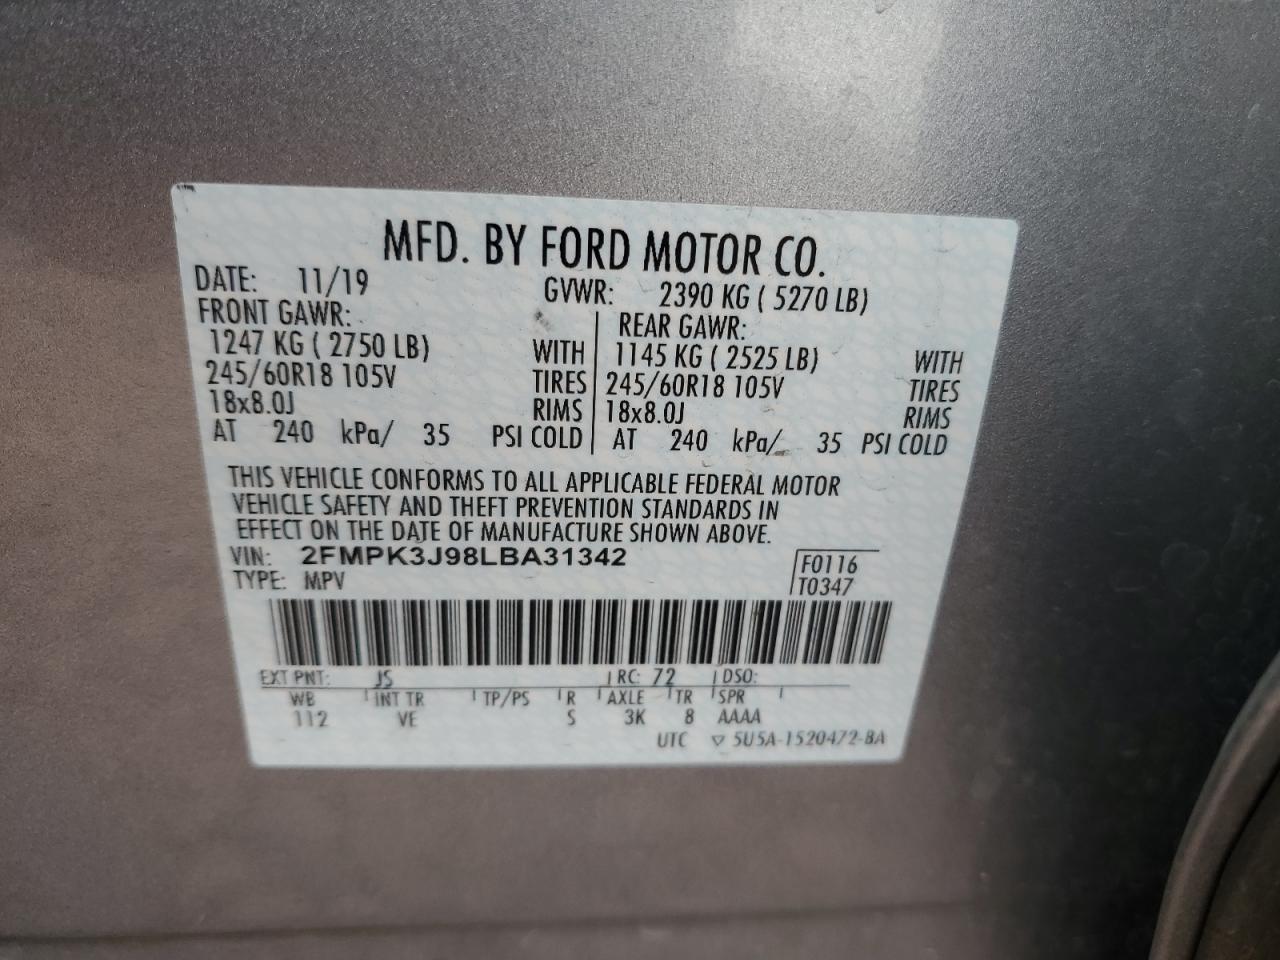 MFD. BY FORD MOTOR CO.
DATE: 11/19 GVWR: 2390 KG ( 5270 LB)
FRONT GAWR: REAR GAWR:
1247 KG ( 2750 LB) WITH 1145 KG ( 2525 LB) WITH
245/60R18 105V TIRES 245/60R18 105V TIRES
18x8.0J RIMS 18x8.0J RIMS
AT 240 kPa/ 35 PSI COLD AT 240 kPa/ 35 PSI COLD
THIS VEHICLE CONFORMS TO ALL APPLICABLE FEDERAL MOTOR
VEHICLE SAFETY AND THEFT PREVENTION STANDARDS IN
EFFECT ON THE DATE OF MANUFACTURE SHOWN ABOVE.
VIN: 2FMPK3J98LBA31342 F0116
TYPE: MPV T0347
EXT PNT: JS RC: 72 DSO:
WB INT TR TP/PS R AXLE TR SPR
112 VE S 3K 8 AAAA
UTC ▽ 5U5A-1520472-BA